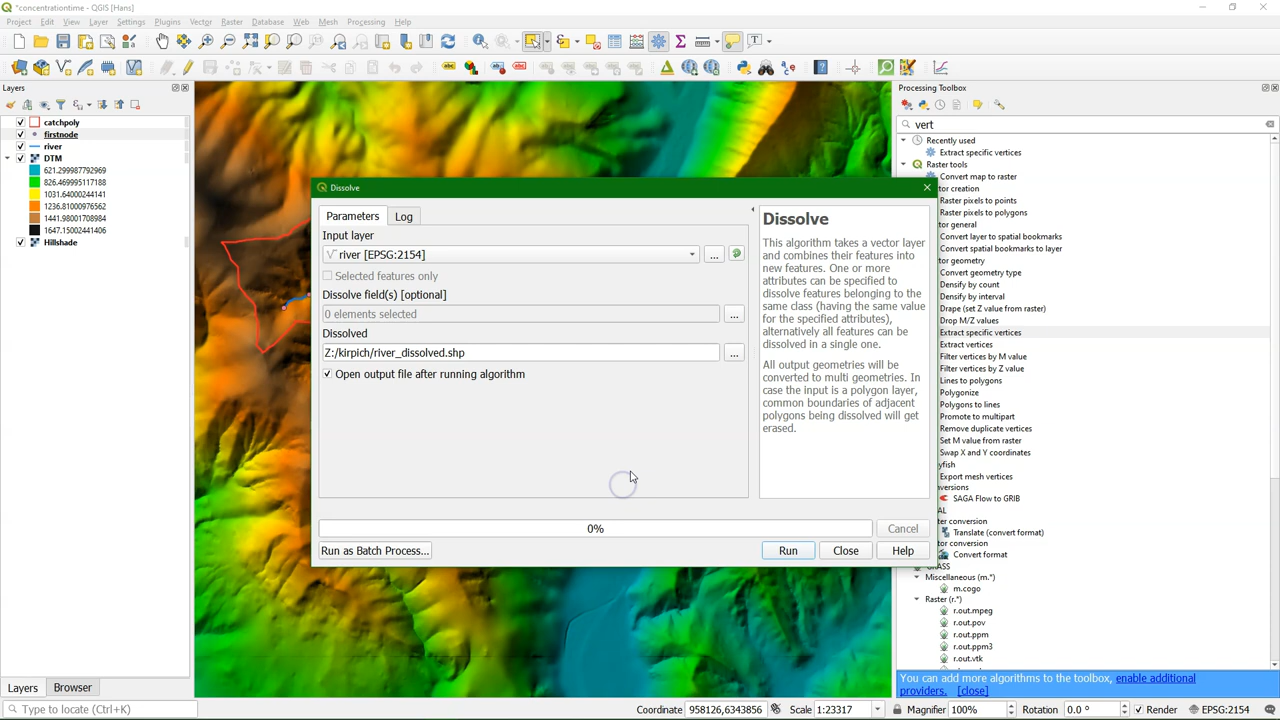 *concentrationtime - QGIS [Hans]
Project Edit View Layer Settings Plugins Vector Raster Database Web Mesh Processing Help
Layers
catchpoly
firstnode
river
DTM
621.299987792969
826.469995117188
1031.64000244141
1236.81000976562
1441.98001708984
1647.15002441406
Hillshade
Layers Browser
Dissolve
Parameters Log
Input layer
river [EPSG:2154]
...
Selected features only
Dissolve field(s) [optional]
0 elements selected
...
Dissolved
Z:/kirpich/river_dissolved.shp
...
Open output file after running algorithm
Dissolve
This algorithm takes a vector layer
and combines their features into
new features. One or more
attributes can be specified to
dissolve features belonging to the
same class (having the same value
for the specified attributes),
alternatively all features can be
dissolved in a single one.
All output geometries will be
converted to multi geometries. In
case the input is a polygon layer,
common boundaries of adjacent
polygons being dissolved will get
erased.
0%
Cancel
Run as Batch Process...
Run
Close
Help
Processing Toolbox
vert
Recently used
Extract specific vertices
Raster tools
Convert map to raster
tor creation
Raster pixels to points
Raster pixels to polygons
tor general
Convert layer to spatial bookmarks
Convert spatial bookmarks to layer
tor geometry
Convert geometry type
Densify by count
Densify by interval
Drape (set Z value from raster)
Drop M/Z values
Extract specific vertices
Extract vertices
Filter vertices by M value
Filter vertices by Z value
Lines to polygons
Polygonize
Polygons to lines
Promote to multipart
Remove duplicate vertices
Set M value from raster
Swap X and Y coordinates
yfish
Export mesh vertices
nversions
SAGA Flow to GRIB
AL
ter conversion
Translate (convert format)
tor conversion
Convert format
GRASS
Miscellaneous (m.*)
m.cogo
Raster (r.*)
r.out.mpeg
r.out.pov
r.out.ppm
r.out.ppm3
r.out.vtk
You can add more algorithms to the toolbox, enable additional
providers. [close]
Type to locate (Ctrl+K)
Coordinate 958126,6343856 Scale 1:23317 Magnifier 100% Rotation 0.0 ° Render EPSG:2154